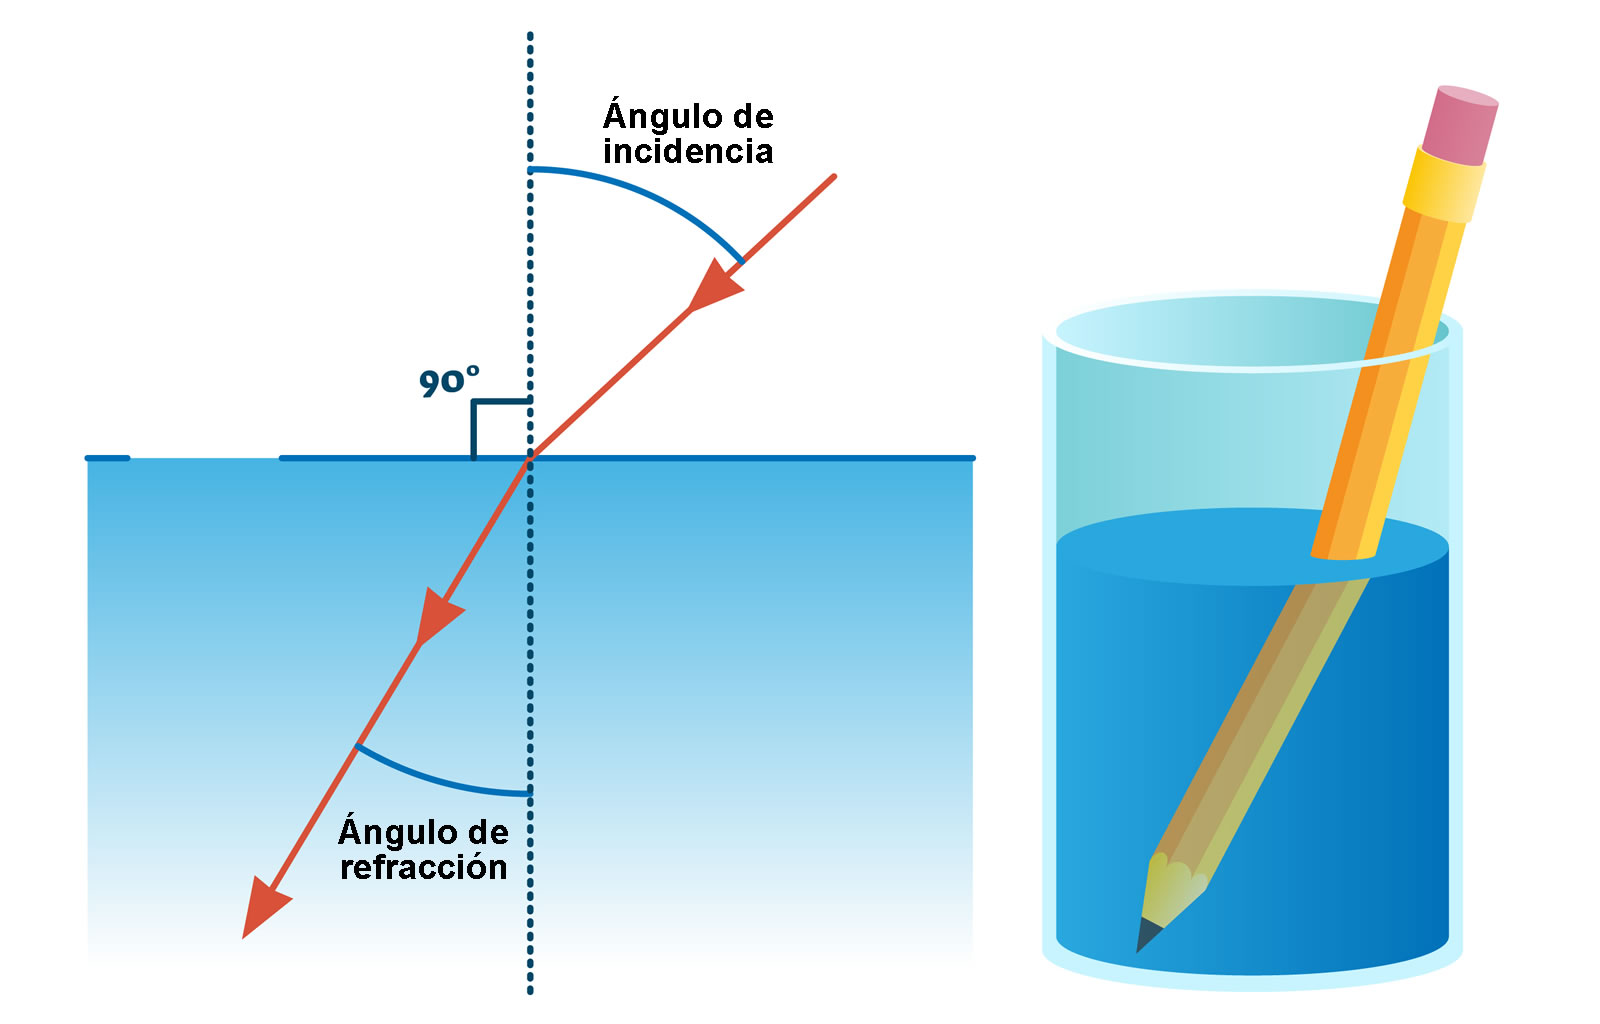 Ángulo de
incidencia
90°
Ángulo de
refracción